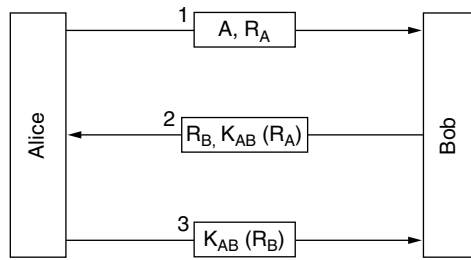 Alice
1
A, R_A
2
R_B, K_AB (R_A)
3
K_AB (R_B)
Bob